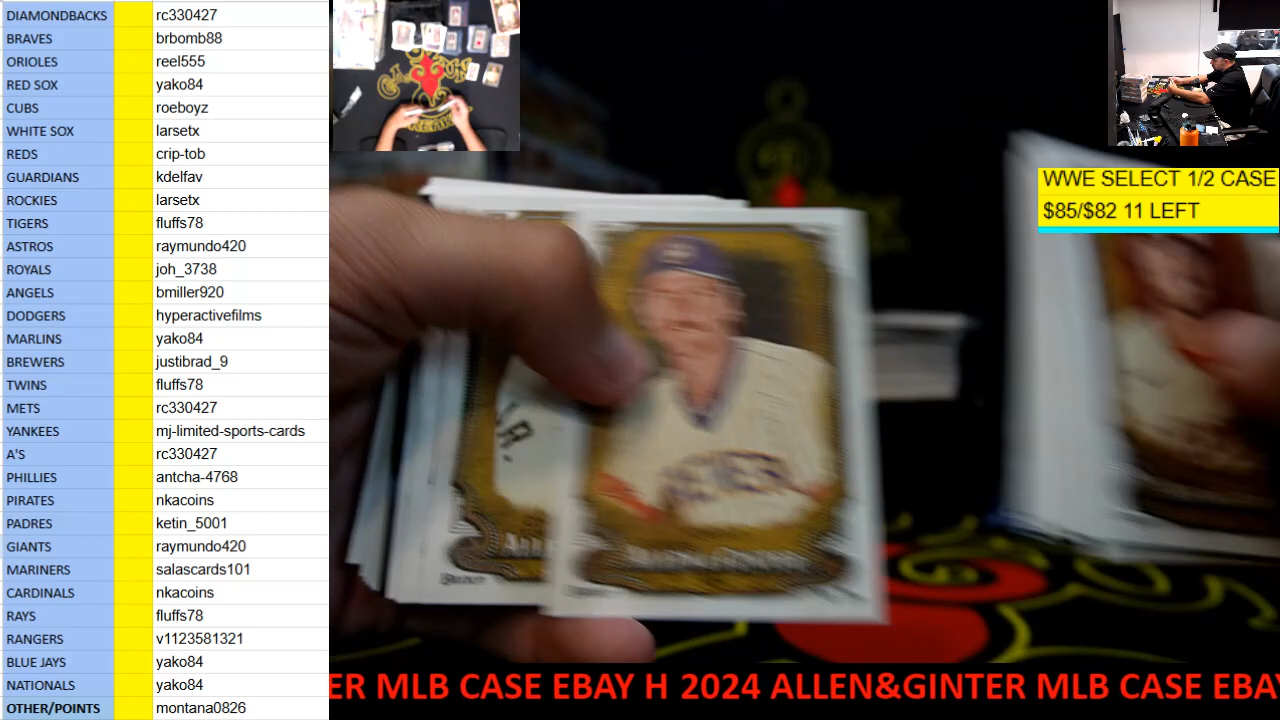 DIAMONDBACKS rc330427
BRAVES brbomb88
ORIOLES reel555
RED SOX yako84
CUBS roeboyz
WHITE SOX larsetx
REDS crip-tob
GUARDIANS kdelfav
ROCKIES larsetx
TIGERS fluffs78
ASTROS raymundo420
ROYALS joh_3738
ANGELS bmiller920
DODGERS hyperactivefilms
MARLINS yako84
BREWERS justibrad_9
TWINS fluffs78
METS rc330427
YANKEES mj-limited-sports-cards
A'S rc330427
PHILLIES antcha-4768
PIRATES nkacoins
PADRES ketin_5001
GIANTS raymundo420
MARINERS salascards101
CARDINALS nkacoins
RAYS fluffs78
RANGERS v1123581321
BLUE JAYS yako84
NATIONALS yako84
OTHER/POINTS montana0826
WWE SELECT 1/2 CASE
$85/$82 11 LEFT
ER MLB CASE EBAY H 2024 ALLEN&GINTER MLB CASE EBAY